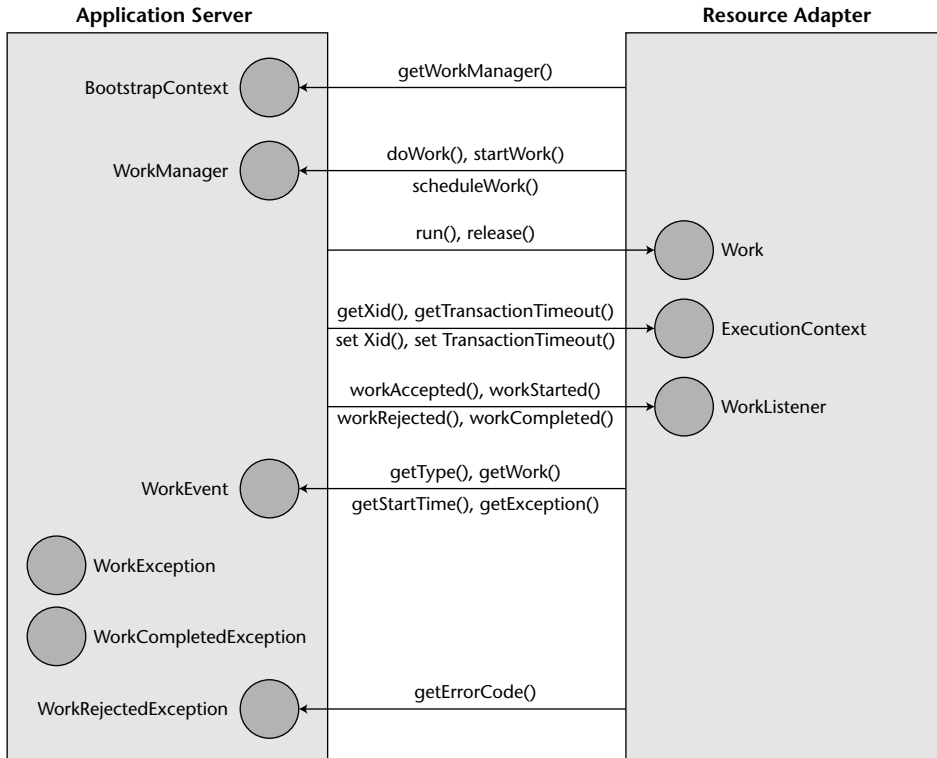 Application Server
Resource Adapter
getWorkManager()
BootstrapContext
doWork(), startWork()
WorkManager
scheduleWork()
run(), release()
Work
getXid(), getTransactionTimeout()
ExecutionContext
set Xid(), set TransactionTimeout()
workAccepted(), workStarted()
WorkListener
workRejected(), workCompleted()
getType(), getWork()
WorkEvent
getStartTime(), getException()
WorkException
WorkCompletedException
getErrorCode()
WorkRejectedException